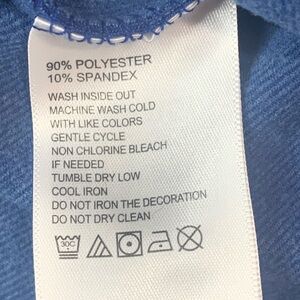 90% POLYESTER
10% SPANDEX
WASH INSIDE OUT
MACHINE WASH COLD
WITH LIKE COLORS
GENTLE CYCLE
NON CHLORINE BLEACH
IF NEEDED
TUMBLE DRY LOW
COOL IRON
DO NOT IRON THE DECORATION
DO NOT DRY CLEAN
30C